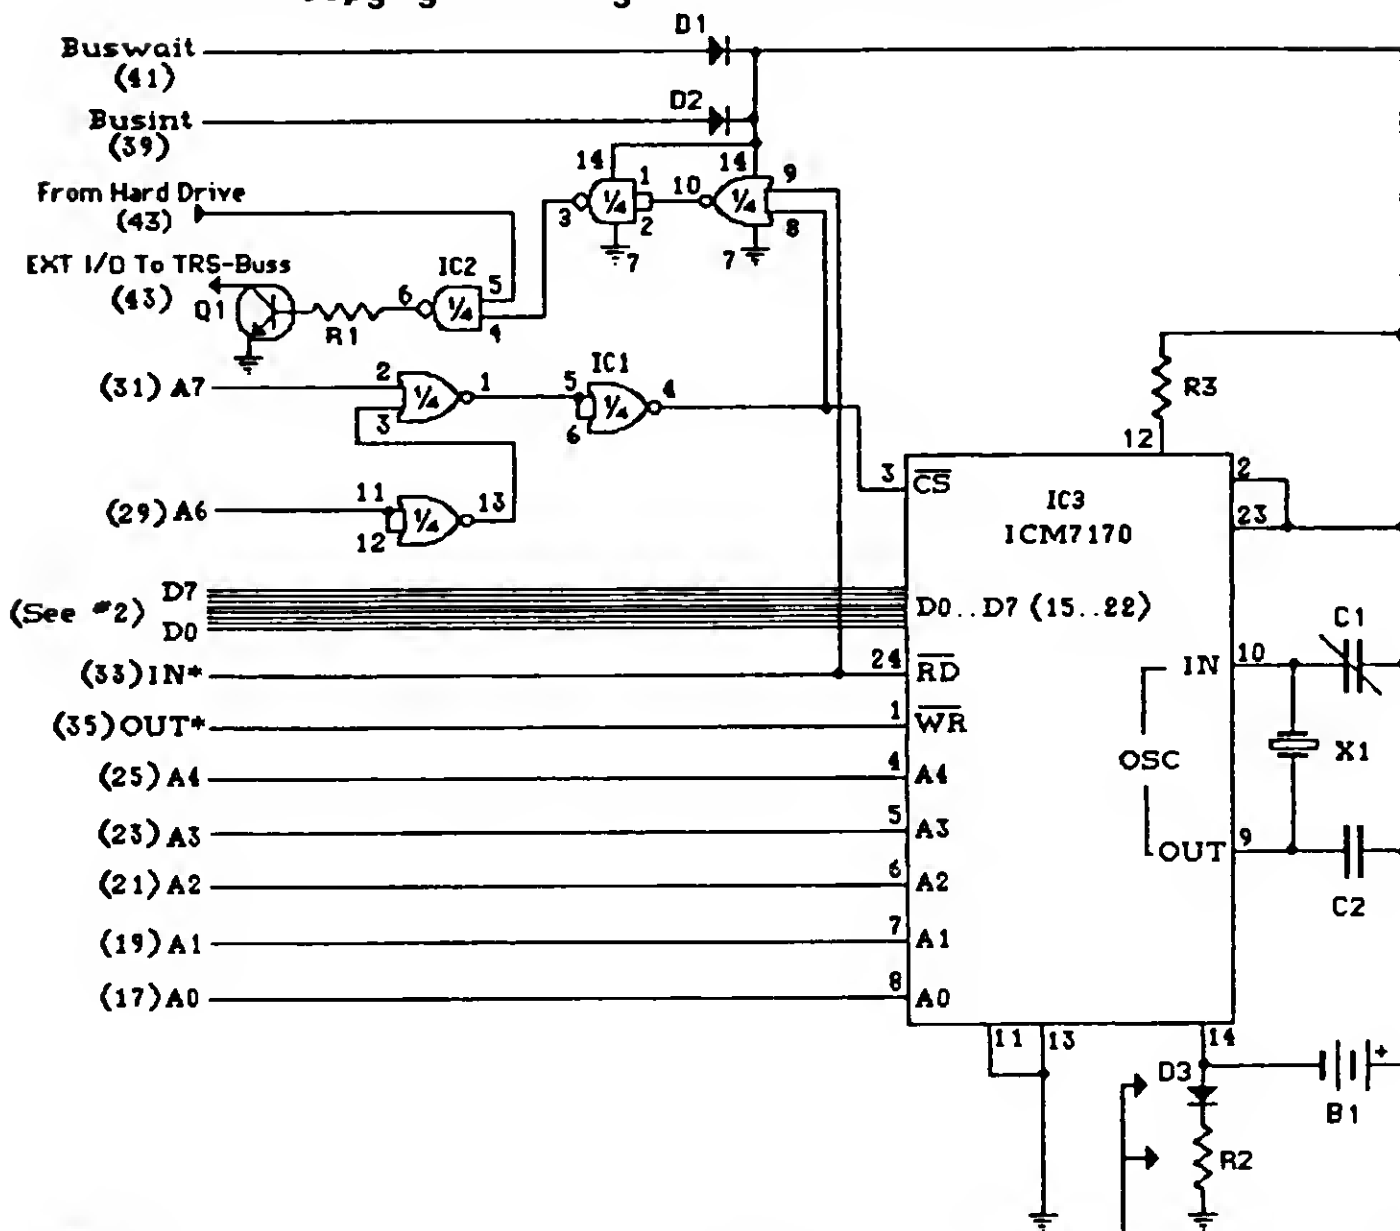 D1
Buswait
(41)
D2
Busint
(39)
14
14
1
10
9
From Hard Drive
(43)
1/4
1/4
3
2
8
7
7
EXT I/O To TRS-Buss
(43)
Q1
IC2
6
5
1/4
4
R1
IC1
(31) A7
2
1
5
4
1/4
1/4
3
6
R3
12
3
CS
2
IC3
ICM7170
23
(29) A6
11
13
1/4
12
(See #2)
D7
D0
D0..D7 (15..22)
C1
(33) IN*
24
RD
IN
10
(35) OUT*
1
WR
OSC
X1
(25) A4
4
A4
(23) A3
5
A3
OUT
9
(21) A2
6
A2
C2
(19) A1
7
A1
(17) A0
8
A0
11
13
14
D3
+
B1
R2